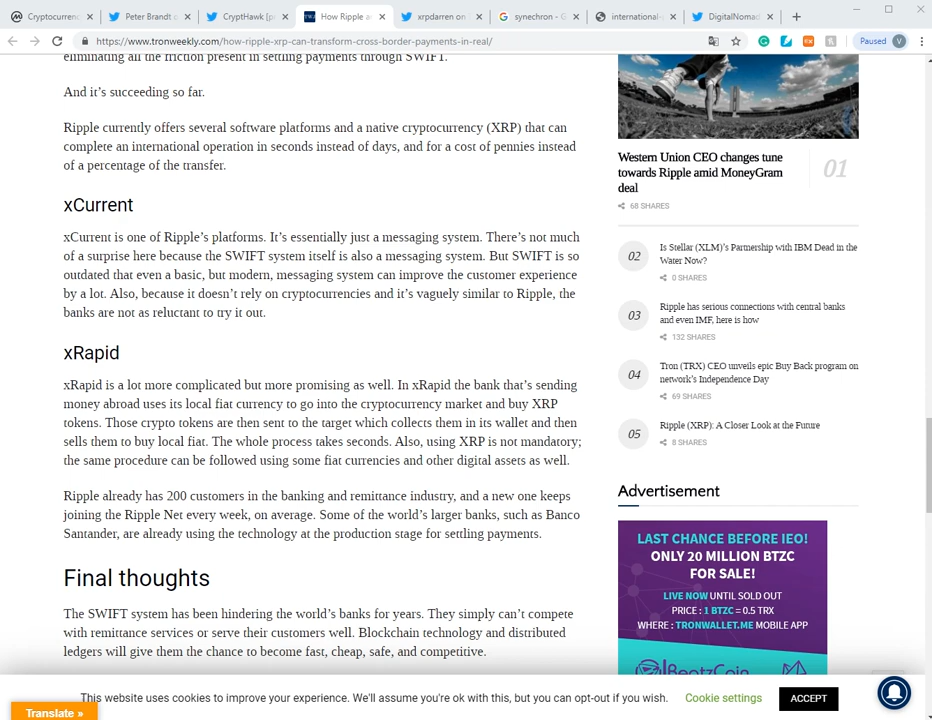 Cryptocurrenc
Peter Brandt o
CryptHawk [pi
How Ripple a
xrpdarren on
synechron - G
international-
DigitalNomad
https://www.tronweekly.com/how-ripple-xrp-can-transform-cross-border-payments-in-real/
Paused
V
eliminating all the friction present in settling payments through SWIFT.
And it's succeeding so far.
Ripple currently offers several software platforms and a native cryptocurrency (XRP) that can
complete an international operation in seconds instead of days, and for a cost of pennies instead
of a percentage of the transfer.
xCurrent
xCurrent is one of Ripple's platforms. It's essentially just a messaging system. There's not much
of a surprise here because the SWIFT system itself is also a messaging system. But SWIFT is so
outdated that even a basic, but modern, messaging system can improve the customer experience
by a lot. Also, because it doesn't rely on cryptocurrencies and it's vaguely similar to Ripple, the
banks are not as reluctant to try it out.
xRapid
xRapid is a lot more complicated but more promising as well. In xRapid the bank that's sending
money abroad uses its local fiat currency to go into the cryptocurrency market and buy XRP
tokens. Those crypto tokens are then sent to the target which collects them in its wallet and then
sells them to buy local fiat. The whole process takes seconds. Also, using XRP is not mandatory;
the same procedure can be followed using some fiat currencies and other digital assets as well.
Ripple already has 200 customers in the banking and remittance industry, and a new one keeps
joining the Ripple Net every week, on average. Some of the world's larger banks, such as Banco
Santander, are already using the technology at the production stage for settling payments.
Final thoughts
The SWIFT system has been hindering the world's banks for years. They simply can't compete
with remittance services or serve their customers well. Blockchain technology and distributed
ledgers will give them the chance to become fast, cheap, safe, and competitive.
Western Union CEO changes tune
towards Ripple amid MoneyGram
deal
01
68 SHARES
02
Is Stellar (XLM)'s Partnership with IBM Dead in the
Water Now?
0 SHARES
03
Ripple has serious connections with central banks
and even IMF, here is how
132 SHARES
04
Tron (TRX) CEO unveils epic Buy Back program on
network's Independence Day
69 SHARES
05
Ripple (XRP): A Closer Look at the Future
8 SHARES
Advertisement
LAST CHANCE BEFORE IEO!
ONLY 20 MILLION BTZC
FOR SALE!
LIVE NOW UNTIL SOLD OUT
PRICE : 1 BTZC = 0.5 TRX
WHERE : TRONWALLET.ME MOBILE APP
BeatzCoin
This website uses cookies to improve your experience. We'll assume you're ok with this, but you can opt-out if you wish.
Cookie settings
ACCEPT
Translate »